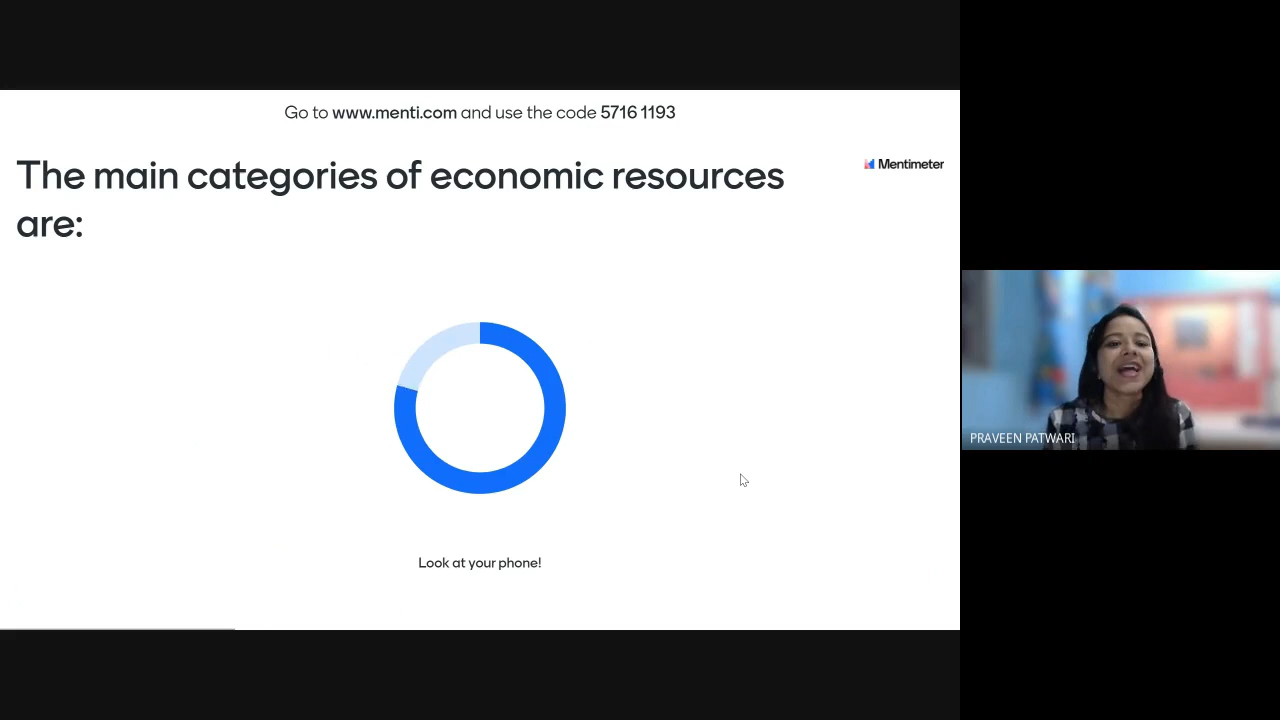 Go to www.menti.com and use the code 5716 1193
The main categories of economic resources
are:
Mentimeter
Look at your phone!
PRAVEEN PATWARI